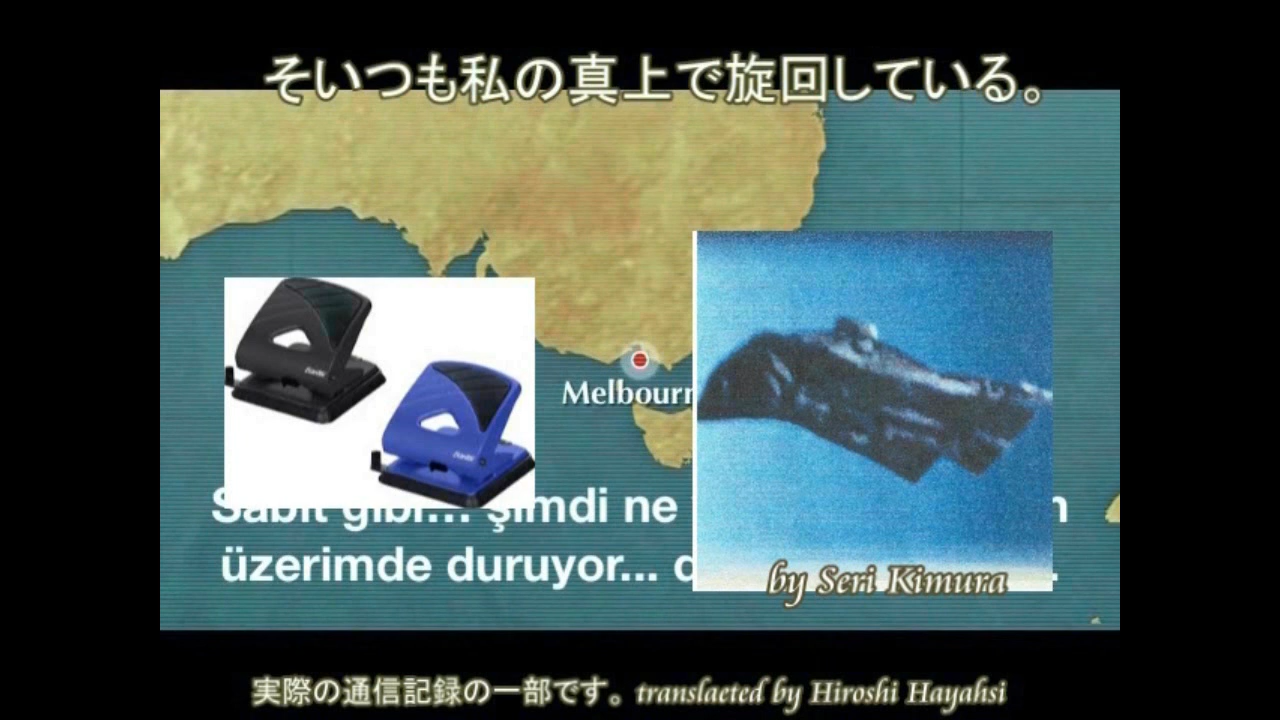 そいつも私の真上で旋回している。
Melbourn
Sabit gibi... şimdi ne
üzerimde duruyor...
by Seri Kimura
実際の通信記録の一部です。translaeted by Hiroshi Hayahsi